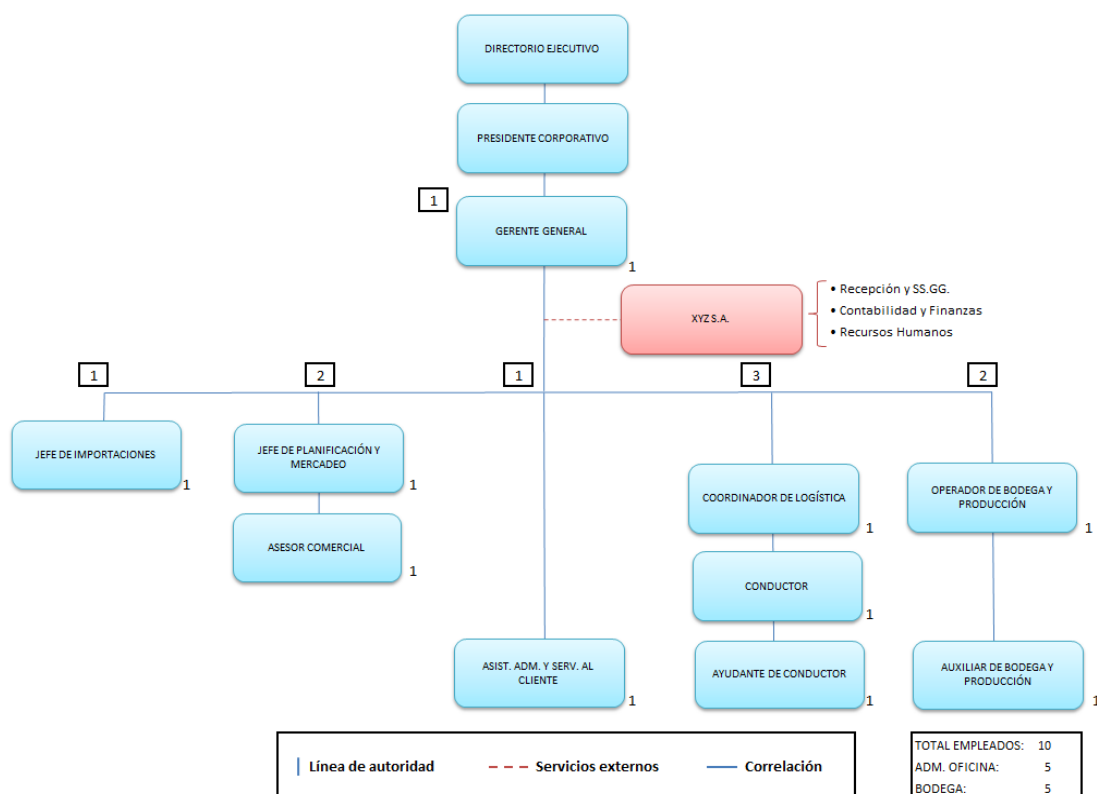 DIRECTORIO EJECUTIVO
PRESIDENTE CORPORATIVO
1
GERENTE GENERAL
1
XYZ S.A.
• Recepción y SS.GG.
• Contabilidad y Finanzas
• Recursos Humanos
1
2
1
3
2
JEFE DE IMPORTACIONES
1
JEFE DE PLANIFICACIÓN Y
MERCADEO
1
ASESOR COMERCIAL
1
ASIST. ADM. Y SERV. AL
CLIENTE
1
COORDINADOR DE LOGÍSTICA
1
CONDUCTOR
1
AYUDANTE DE CONDUCTOR
1
OPERADOR DE BODEGA Y
PRODUCCIÓN
1
AUXILIAR DE BODEGA Y
PRODUCCIÓN
1
Línea de autoridad
Servicios externos
Correlación
TOTAL EMPLEADOS: 10
ADM. OFICINA: 5
BODEGA: 5